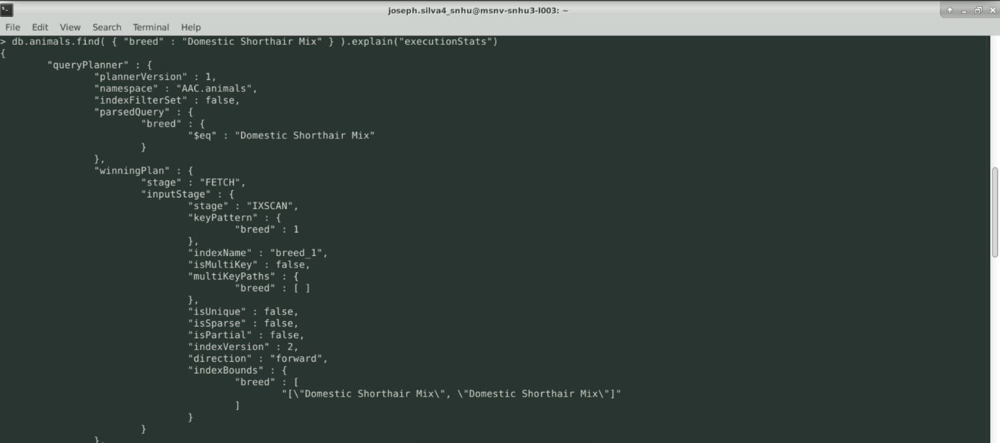 joseph.silva4_snhu@msnv-snhu3-l003: ~
File Edit View Search Terminal Help
> db.animals.find( { "breed" : "Domestic Shorthair Mix" } ).explain("executionStats")
{
        "queryPlanner" : {
                "plannerVersion" : 1,
                "namespace" : "AAC.animals",
                "indexFilterSet" : false,
                "parsedQuery" : {
                        "breed" : {
                                "$eq" : "Domestic Shorthair Mix"
                        }
                },
                "winningPlan" : {
                        "stage" : "FETCH",
                        "inputStage" : {
                                "stage" : "IXSCAN",
                                "keyPattern" : {
                                        "breed" : 1
                                },
                                "indexName" : "breed_1",
                                "isMultiKey" : false,
                                "multiKeyPaths" : {
                                        "breed" : [ ]
                                },
                                "isUnique" : false,
                                "isSparse" : false,
                                "isPartial" : false,
                                "indexVersion" : 2,
                                "direction" : "forward",
                                "indexBounds" : {
                                        "breed" : [
                                                "[\"Domestic Shorthair Mix\", \"Domestic Shorthair Mix\"]"
                                        ]
                                }
                        }
                },